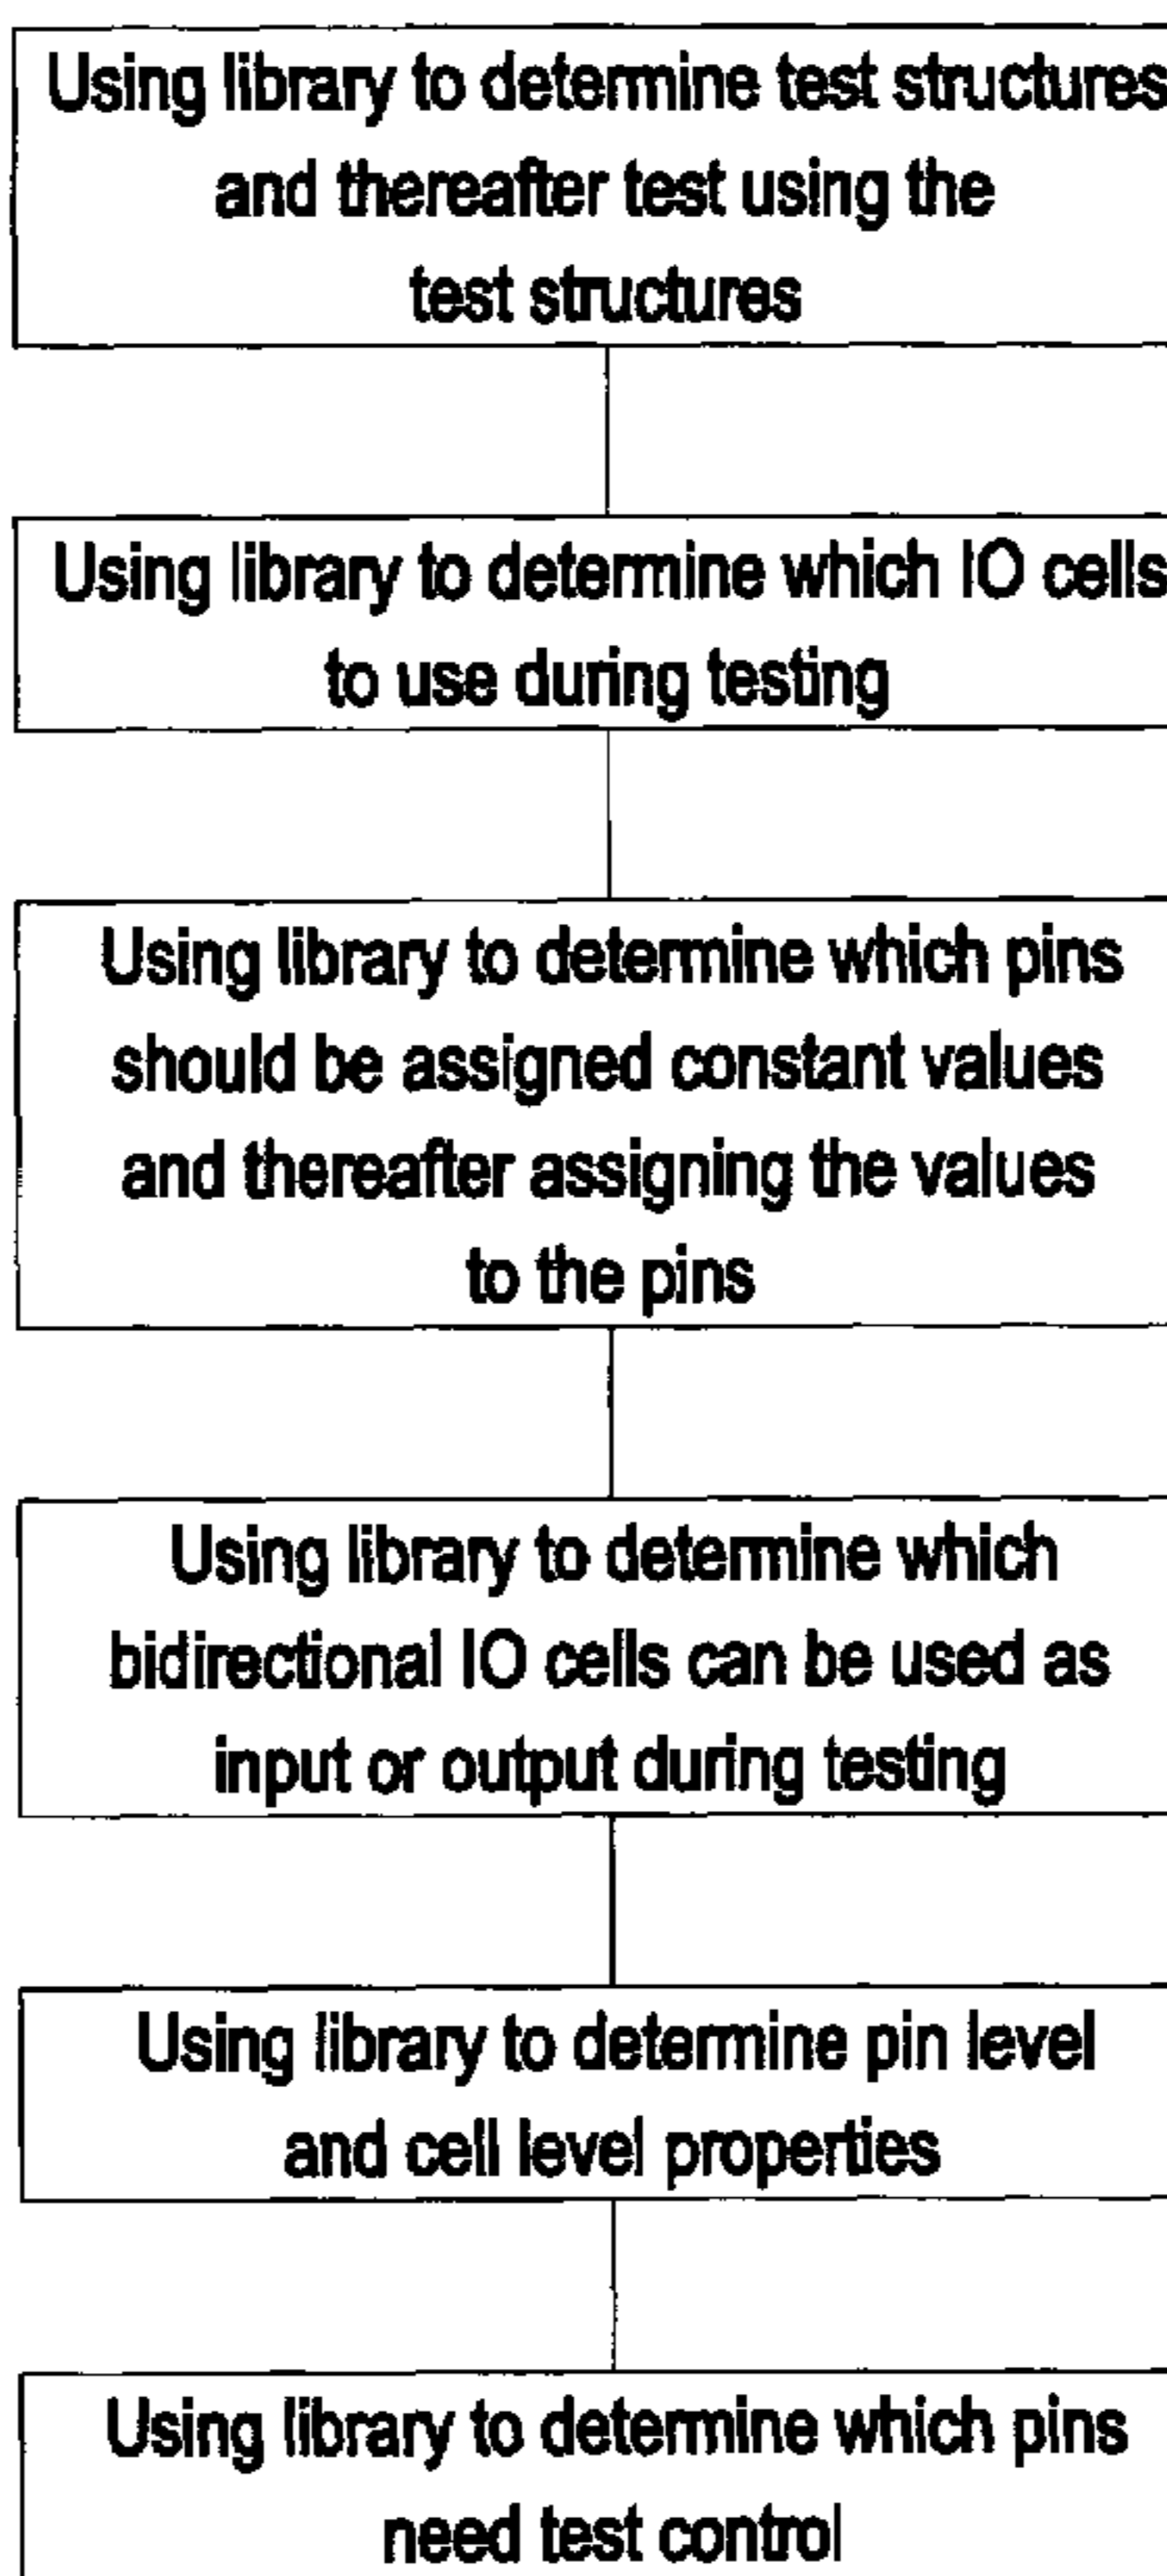 Using library to determine test structures
and thereafter test using the
test structures
Using library to determine which IO cells
to use during testing
Using library to determine which pins
should be assigned constant values
and thereafter assigning the values
to the pins
Using library to determine which
bidirectional IO cells can be used as
input or output during testing
Using library to determine pin level
and cell level properties
Using library to determine which pins
need test control